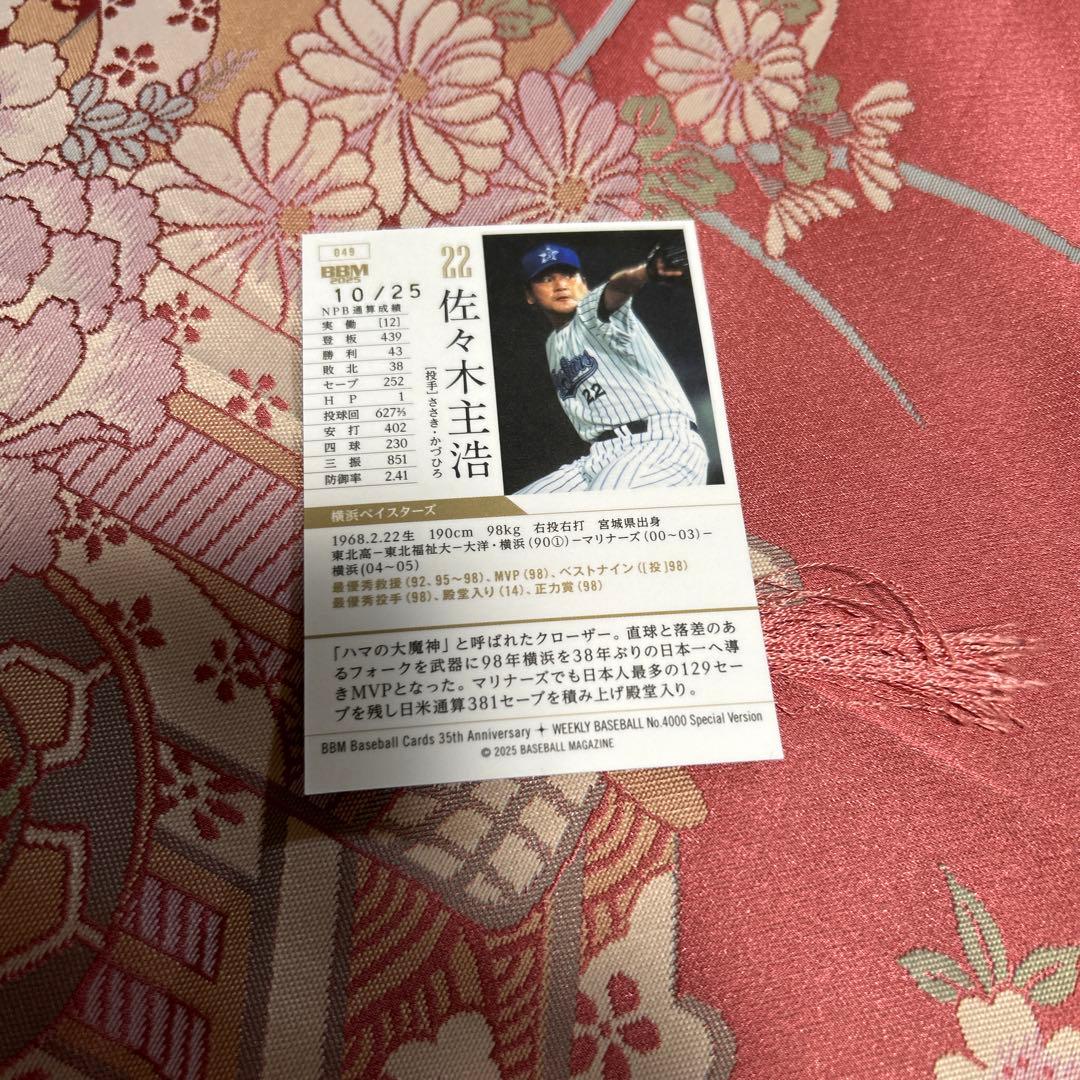 049
BBM
2025
10/25
NPB通算成績
実働 [12]
登板 439
勝利 43
敗北 38
セーブ 252
HP 1
投球回 627⅔
安打 402
四球 230
三振 851
防御率 2.41
22
佐々木主浩
[投手]ささき・かづひろ
22
横浜ベイスターズ
1968.2.22生 190cm 98kg 右投右打 宮城県出身
東北高－東北福祉大－大洋・横浜(90①)－マリナーズ(00〜03)－
横浜(04〜05)
最優秀救援(92、95〜98)、MVP(98)、ベストナイン([投]98)
最優秀投手(98)、殿堂入り(14)、正力賞(98)
「ハマの大魔神」と呼ばれたクローザー。直球と落差のあ
るフォークを武器に98年横浜を38年ぶりの日本一へ導
きMVPとなった。マリナーズでも日本人最多の129セー
ブを残し日米通算381セーブを積み上げ殿堂入り。
BBM Baseball Cards 35th Anniversary ✦ WEEKLY BASEBALL No.4000 Special Version
© 2025 BASEBALL MAGAZINE